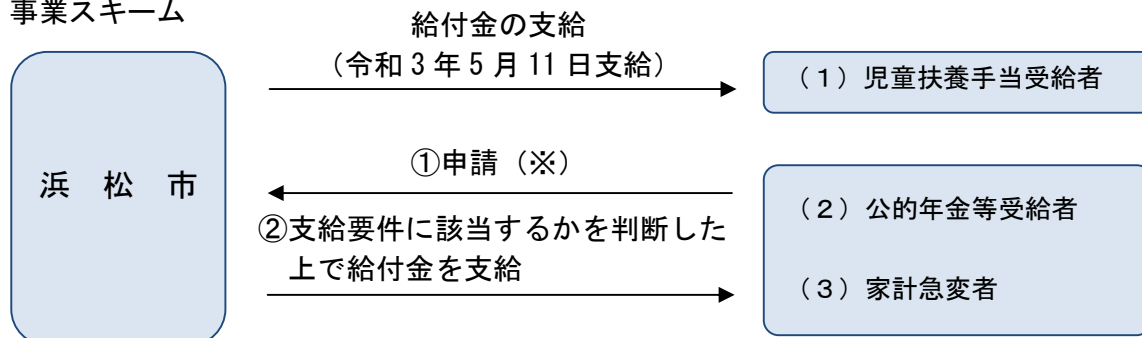 事業スキーム
給付金の支給
（令和3年5月11日支給）
（１）児童扶養手当受給者
浜 松 市
①申請（※）
②支給要件に該当するかを判断した
上で給付金を支給
（２）公的年金等受給者
（３）家計急変者